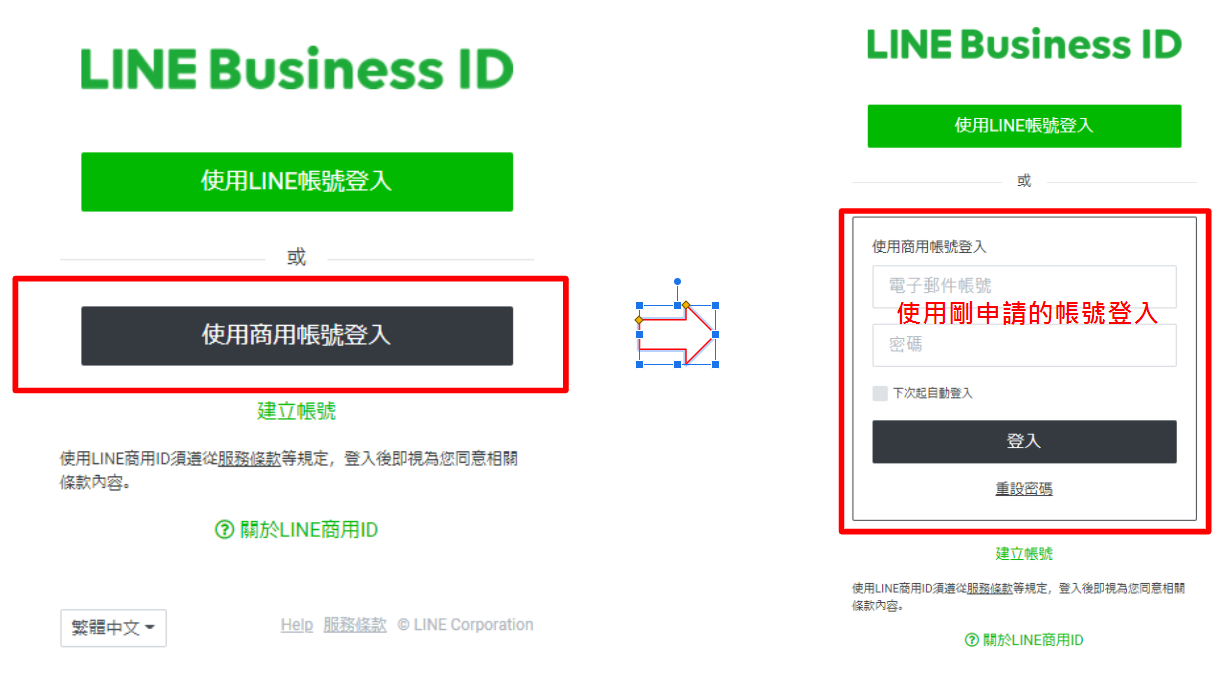 LINE Business ID
使用LINE帳號登入
或
使用商用帳號登入
建立帳號
使用LINE商用ID須遵從服務條款等規定，登入後即視為您同意相關
條款內容。
關於LINE商用ID
繁體中文
Help 服務條款 © LINE Corporation
LINE Business ID
使用LINE帳號登入
或
使用商用帳號登入
電子郵件帳號
使用剛申請的帳號登入
密碼
下次起自動登入
登入
重設密碼
建立帳號
使用LINE商用ID須遵從服務條款等規定，登入後即視為您同意相關
條款內容。
關於LINE商用ID